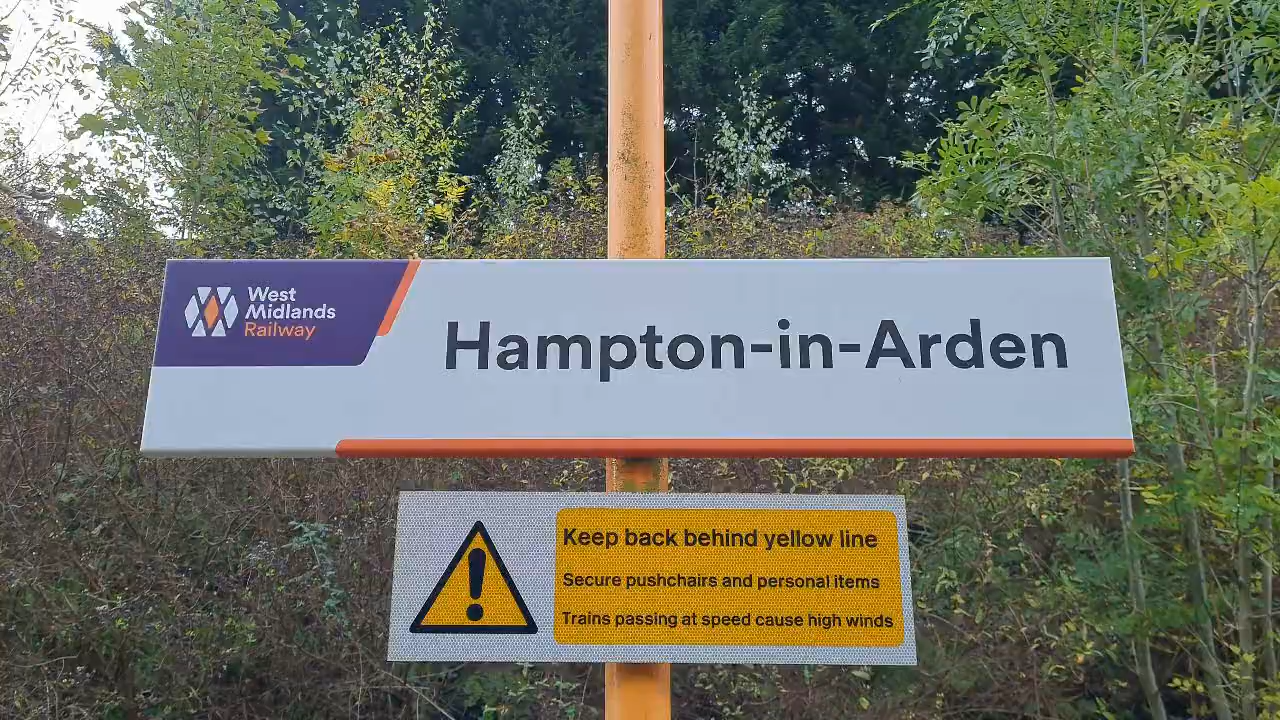 West
Midlands
Railway
Hampton-in-Arden
Keep back behind yellow line
Secure pushchairs and personal items
Trains passing at speed cause high winds